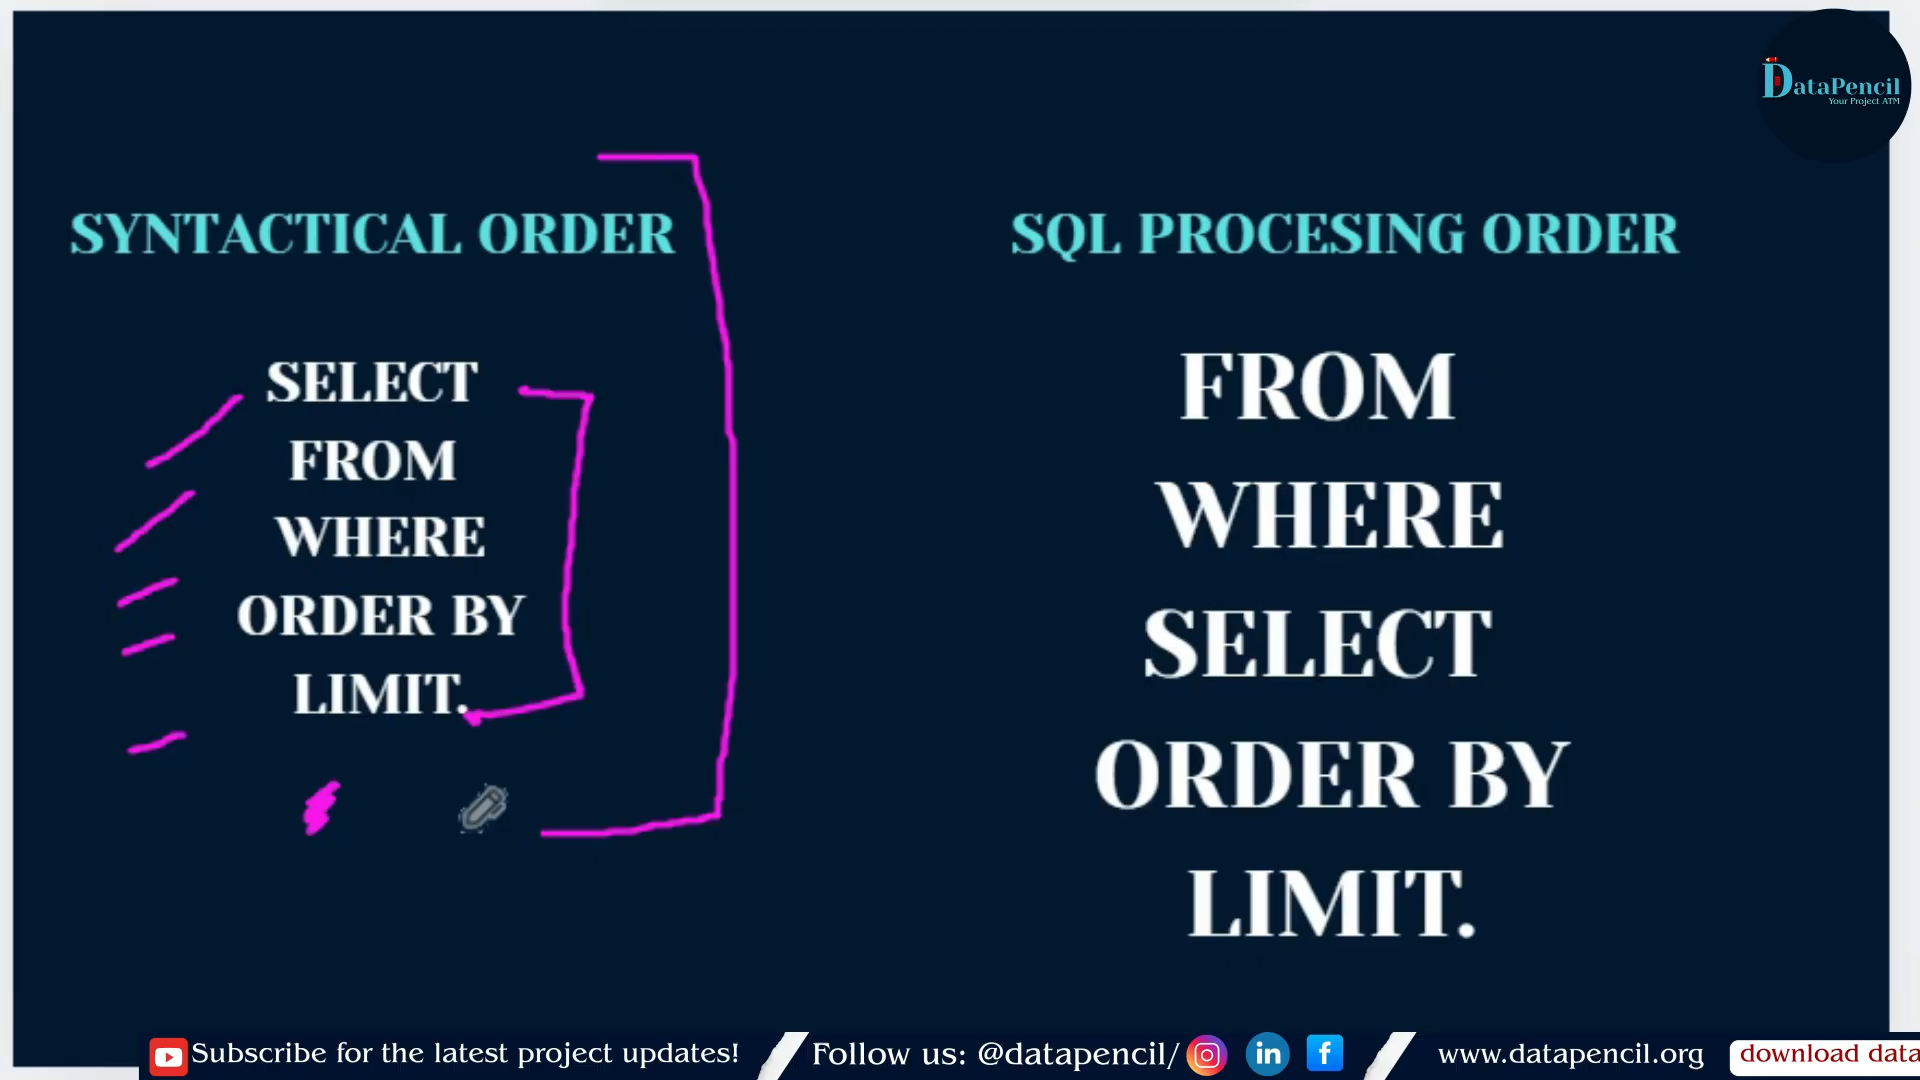 DataPencil
Your Project ATM
SYNTACTICAL ORDER
SELECT
FROM
WHERE
ORDER BY
LIMIT.
SQL PROCESING ORDER
FROM
WHERE
SELECT
ORDER BY
LIMIT.
Subscribe for the latest project updates!
Follow us: @datapencil/
www.datapencil.org
download data